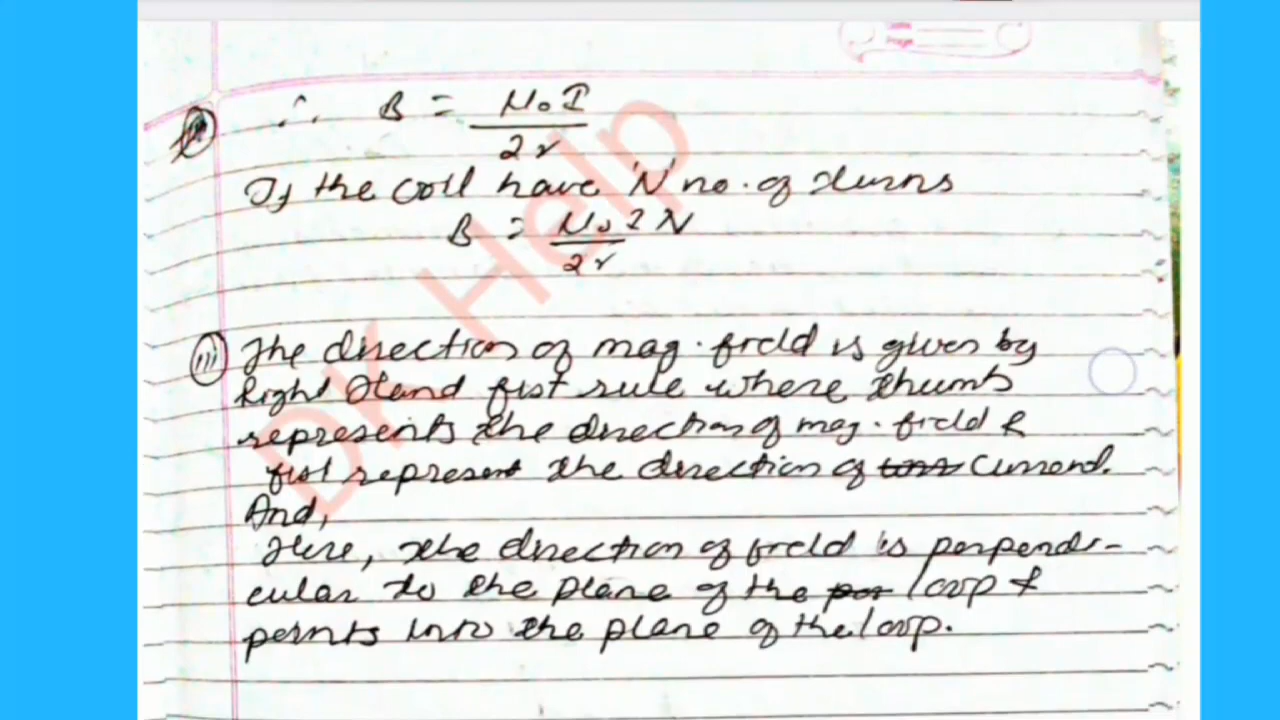 ∴ B = μ₀I
2r
If the coil have 'N' no. of turns
B = μ₀IN
2r
(iii) The direction of mag. field is given by
Right Hand fist rule where thumb
represents the direction of mag. field &
fist represent the direction of current.
And,
Here, the direction of field is perpendi-
cular to the plane of the loop &
points into the plane of the loop.
DK Help